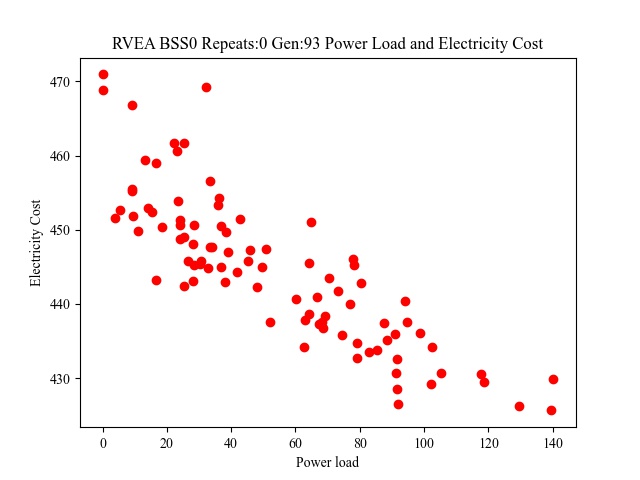 RVEA BSS0 Repeats:0 Gen:93 Power Load and Electricity Cost
470
460
450
440
430
Electricity Cost
0 20 40 60 80 100 120 140
Power load